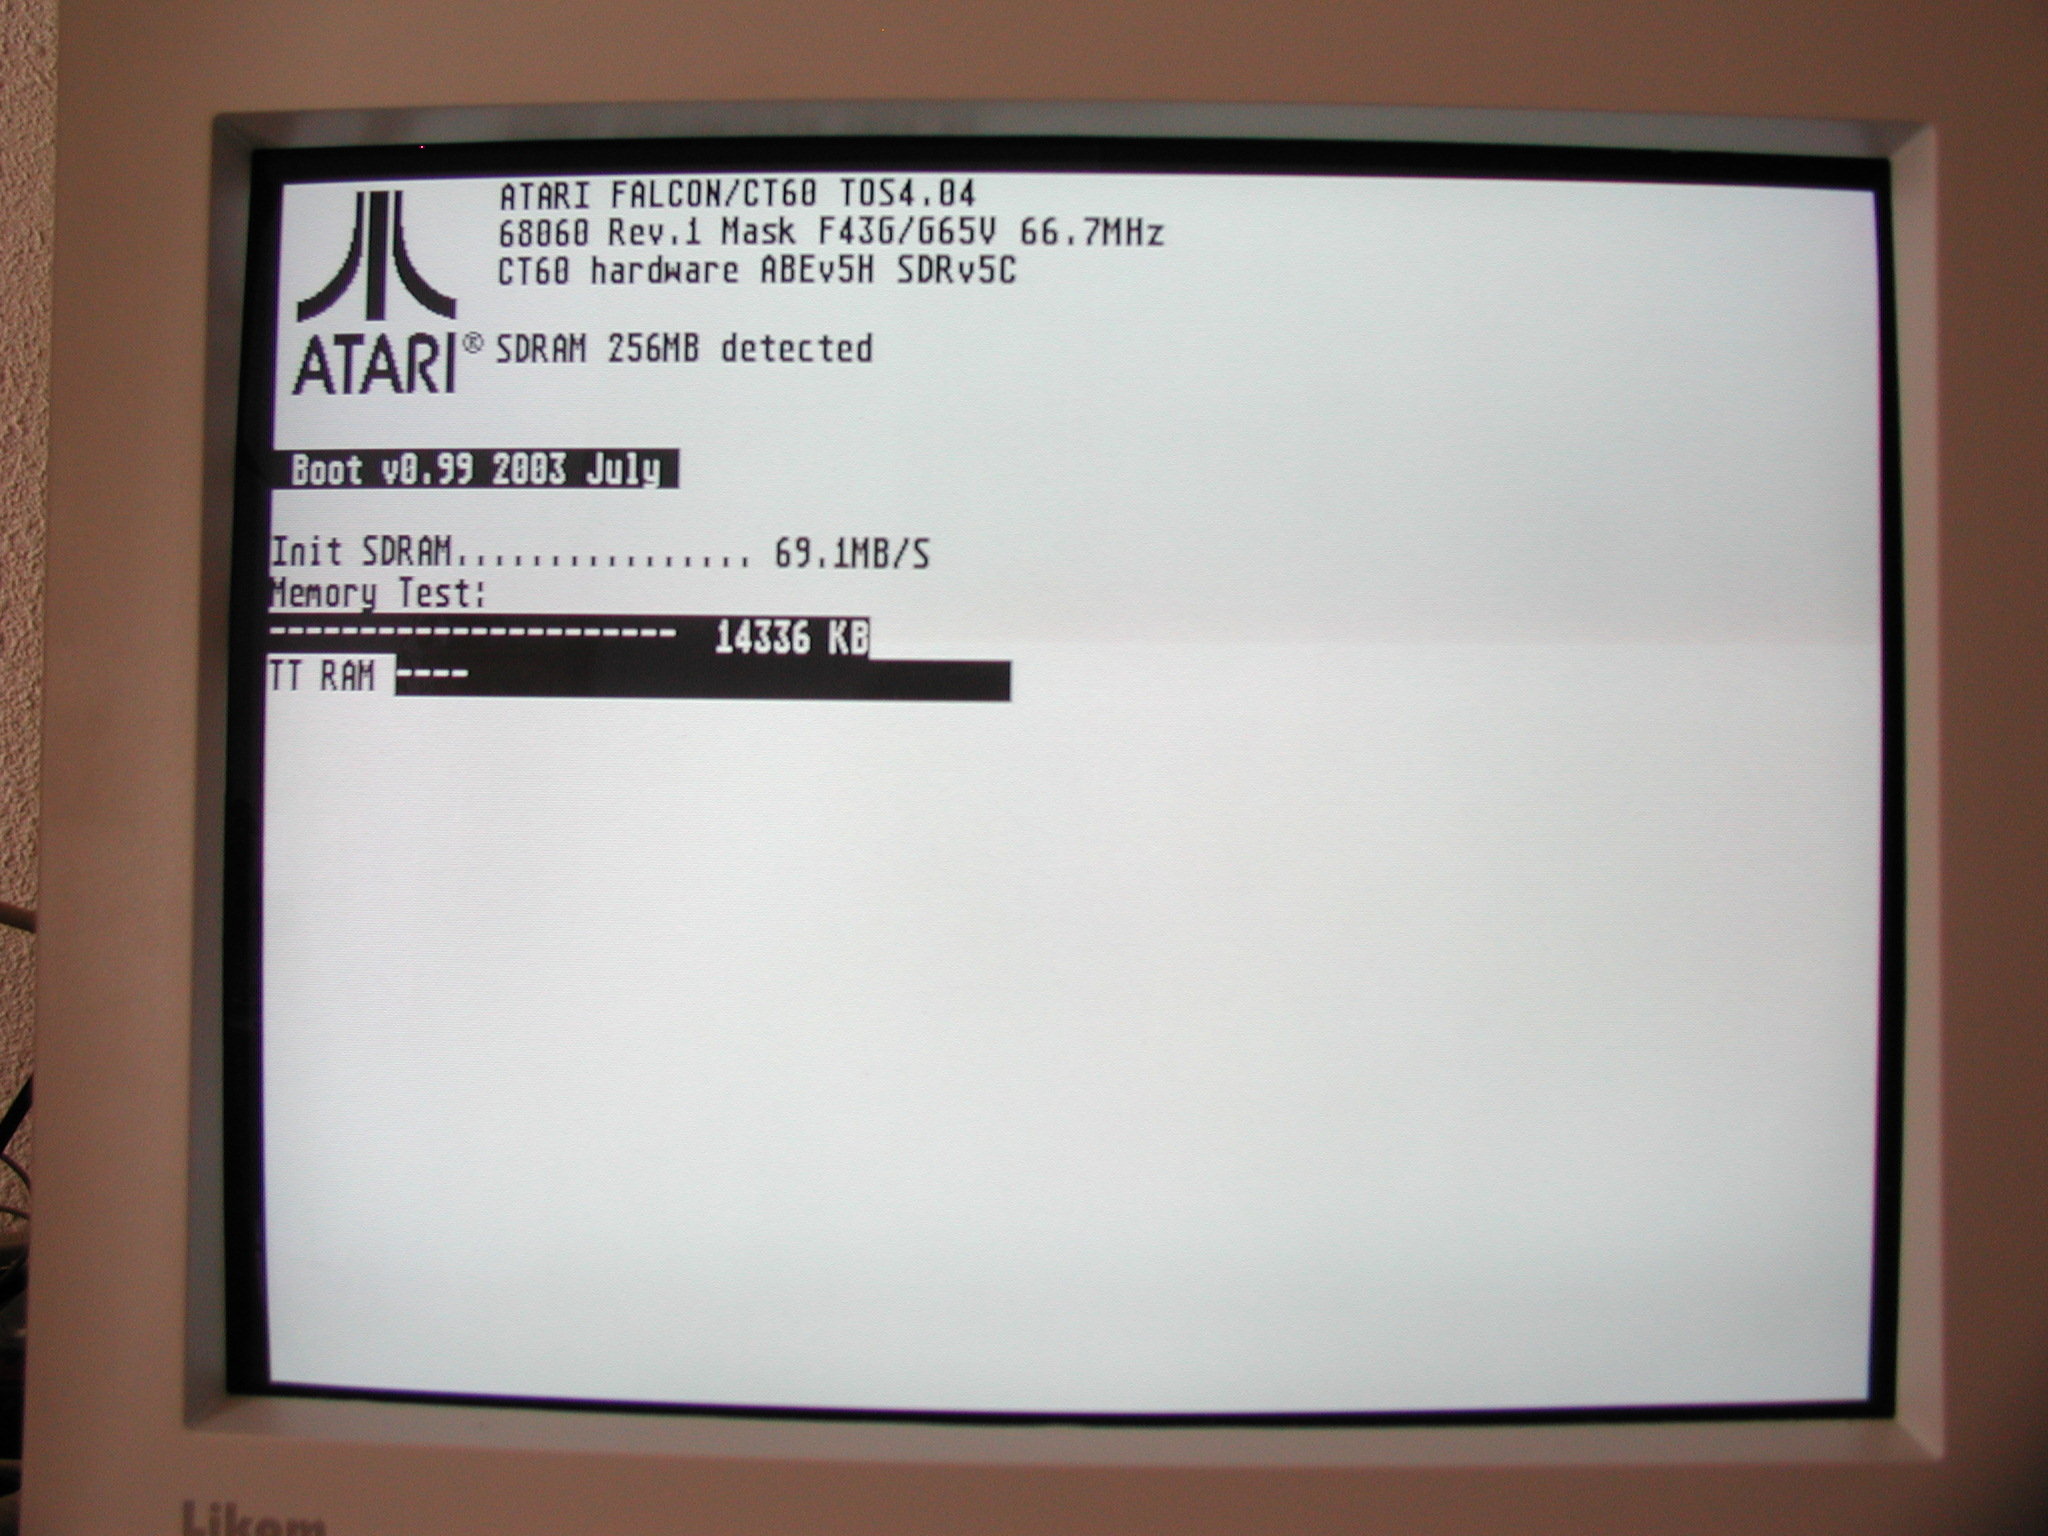 ATARI FALCON/CT60 TOS4.04
68060 Rev.1 Mask F43G/G65V 66.7MHz
CT60 hardware ABEv5H SDRv5C
ATARI® SDRAM 256MB detected
Boot v0.99 2003 July
Init SDRAM................ 69.1MB/S
Memory Test:
----------------------- 14336 KB
TT RAM ----
Likom